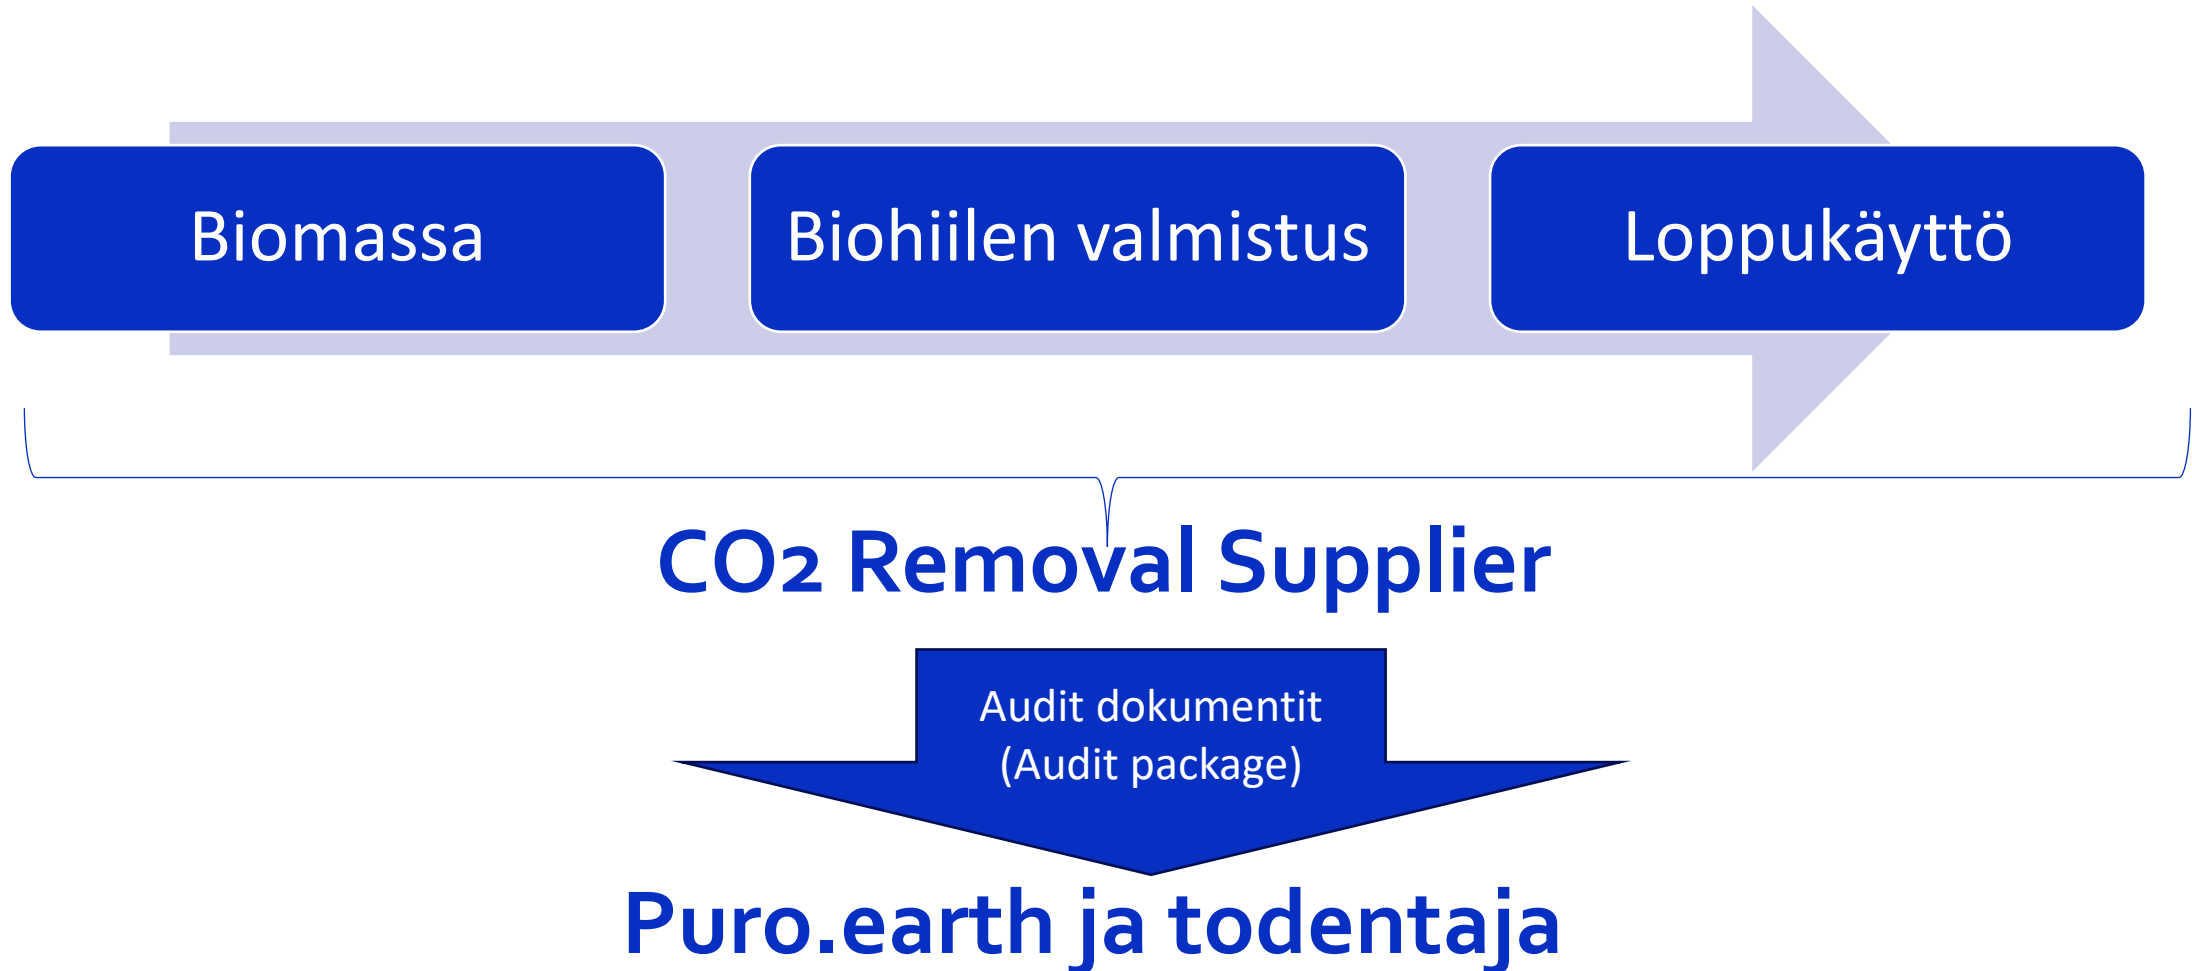 Biomassa
Biohiilen valmistus
Loppukäyttö
CO2 Removal Supplier
Audit dokumentit
(Audit package)
Puro.earth ja todentaja